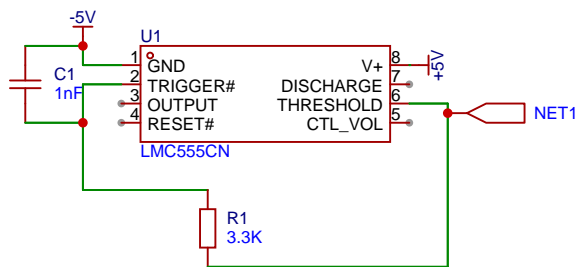 -5V
U1
1 GND
2 TRIGGER#
3 OUTPUT
4 RESET#
V+ 8
DISCHARGE 7
THRESHOLD 6
CTL_VOL 5
+5V
C1
1nF
LMC555CN
NET1
R1
3.3K